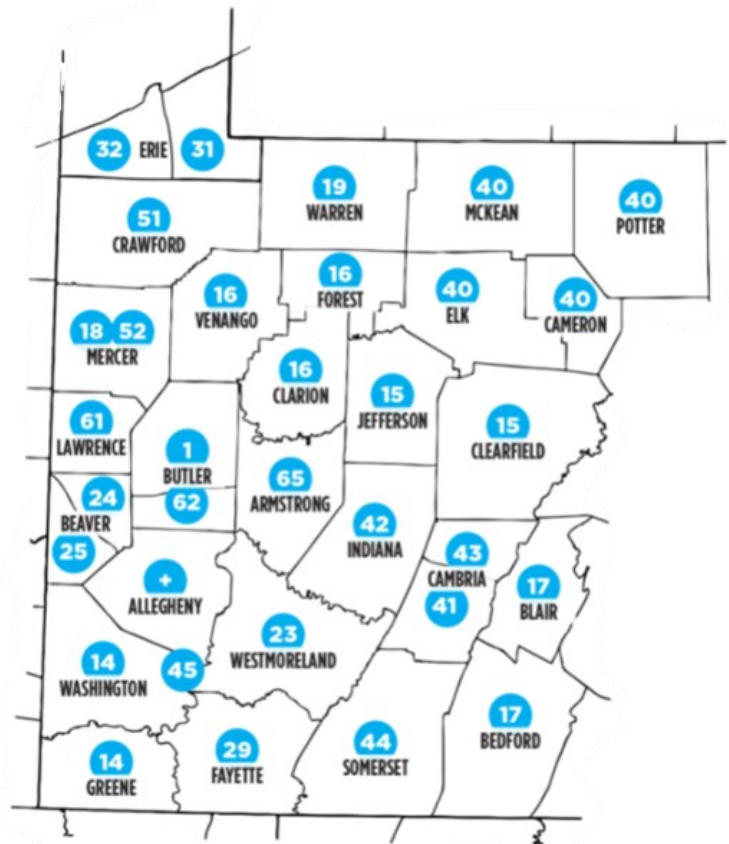 32 ERIE 31
19
WARREN
40
MCKEAN
40
POTTER
51
CRAWFORD
16
VENANGO
16
FOREST
40
ELK
40
CAMERON
18 52
MERCER
16
CLARION
15
JEFFERSON
15
CLEARFIELD
61
LAWRENCE
1
BUTLER
62
65
ARMSTRONG
24
BEAVER
25
42
INDIANA
43
CAMBRIA
41
17
BLAIR
+
ALLEGHENY
23
WESTMORELAND
14
WASHINGTON
45
17
BEDFORD
14
GREENE
29
FAYETTE
44
SOMERSET